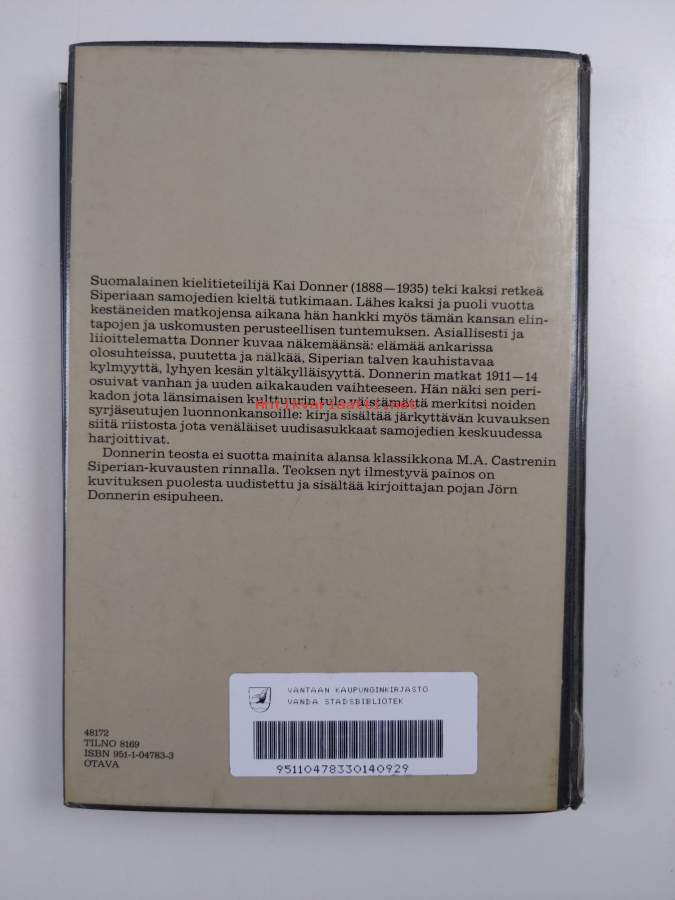 Suomalainen kielitieteilijä Kai Donner (1888—1935) teki kaksi retkeä
Siperiaan samojedien kieltä tutkimaan. Lähes kaksi ja puoli vuotta
kestäneiden matkojensa aikana hän hankki myös tämän kansan elin-
tapojen ja uskomusten perusteellisen tuntemuksen. Asiallisesti ja
liioittelematta Donner kuvaa näkemäänsä: elämää ankarissa
olosuhteissa, puutetta ja nälkää, Siperian talven kauhistavaa
kylmyyttä, lyhyen kesän yltäkylläisyyttä. Donnerin matkat 1911—14
osuivat vanhan ja uuden aikakauden vaihteeseen. Hän näki sen peri-
kadon jota länsimaisen kulttuurin tulo väistämättä merkitsi noiden
Antikvariaatti.net
syrjäseutujen luonnonkansoille: kirja sisältää järkyttävän kuvauksen
siitä riistosta jota venäläiset uudisasukkaat samojedien keskuudessa
harjoittivat.
Donnerin teosta ei suotta mainita alansa klassikkona M.A. Castrenin
Siperian-kuvausten rinnalla. Teoksen nyt ilmestyvä painos on
kuvituksen puolesta uudistettu ja sisältää kirjoittajan pojan Jörn
Donnerin esipuheen.
VANTAAN KAUPUNGINKIRJASTO
VANDA STADSBIBLIOTEK
95110478330140929
48172
TILNO 8169
ISBN 951-1-04783-3
OTAVA